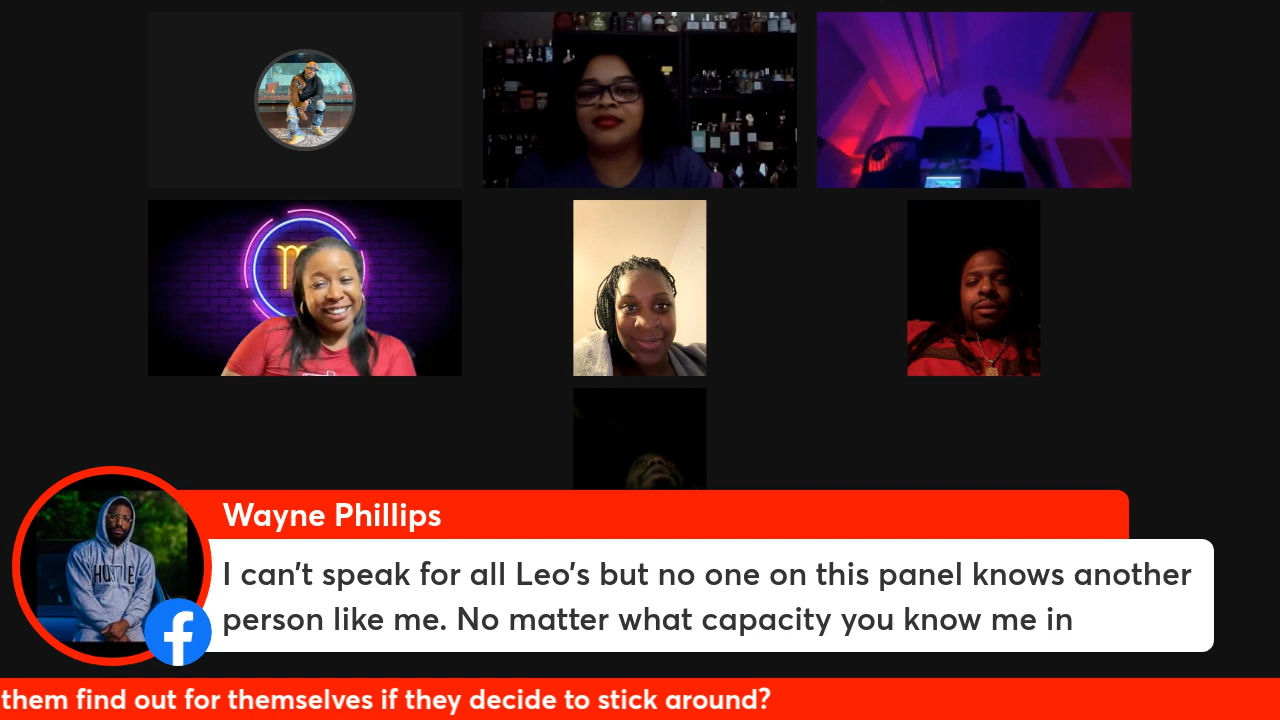 Wayne Phillips
I can't speak for all Leo's but no one on this panel knows another
person like me. No matter what capacity you know me in
them find out for themselves if they decide to stick around?